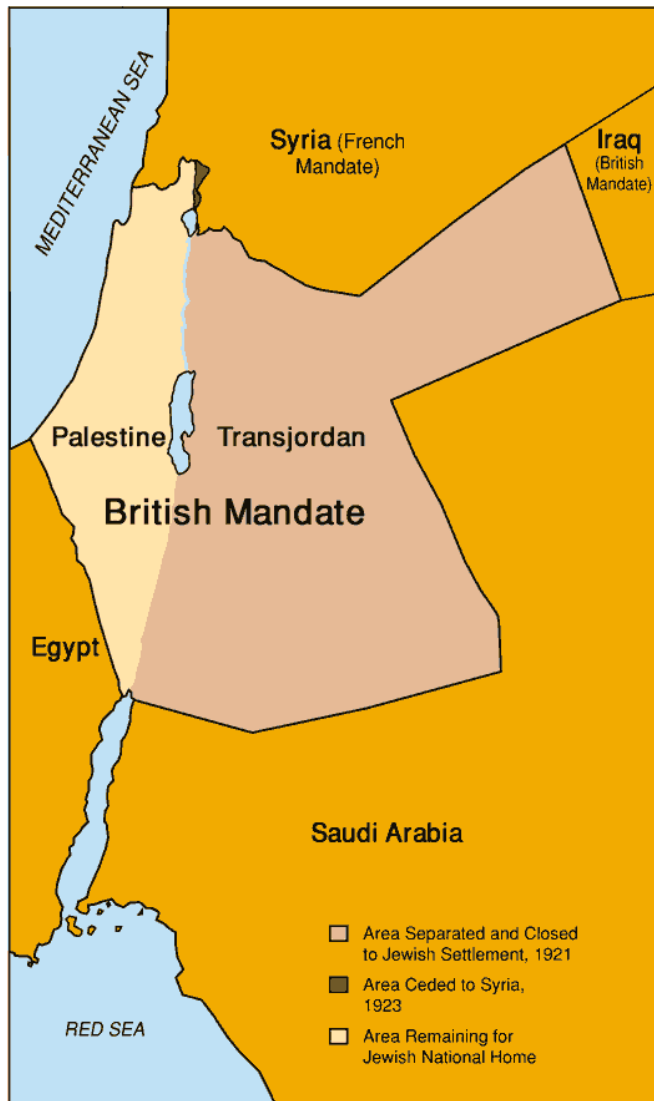 MEDITERRANEAN SEA
Syria (French
Mandate)
Iraq
(British
Mandate)
Palestine
Transjordan
British Mandate
Egypt
Saudi Arabia
Area Separated and Closed
to Jewish Settlement, 1921
Area Ceded to Syria,
1923
Area Remaining for
Jewish National Home
RED SEA